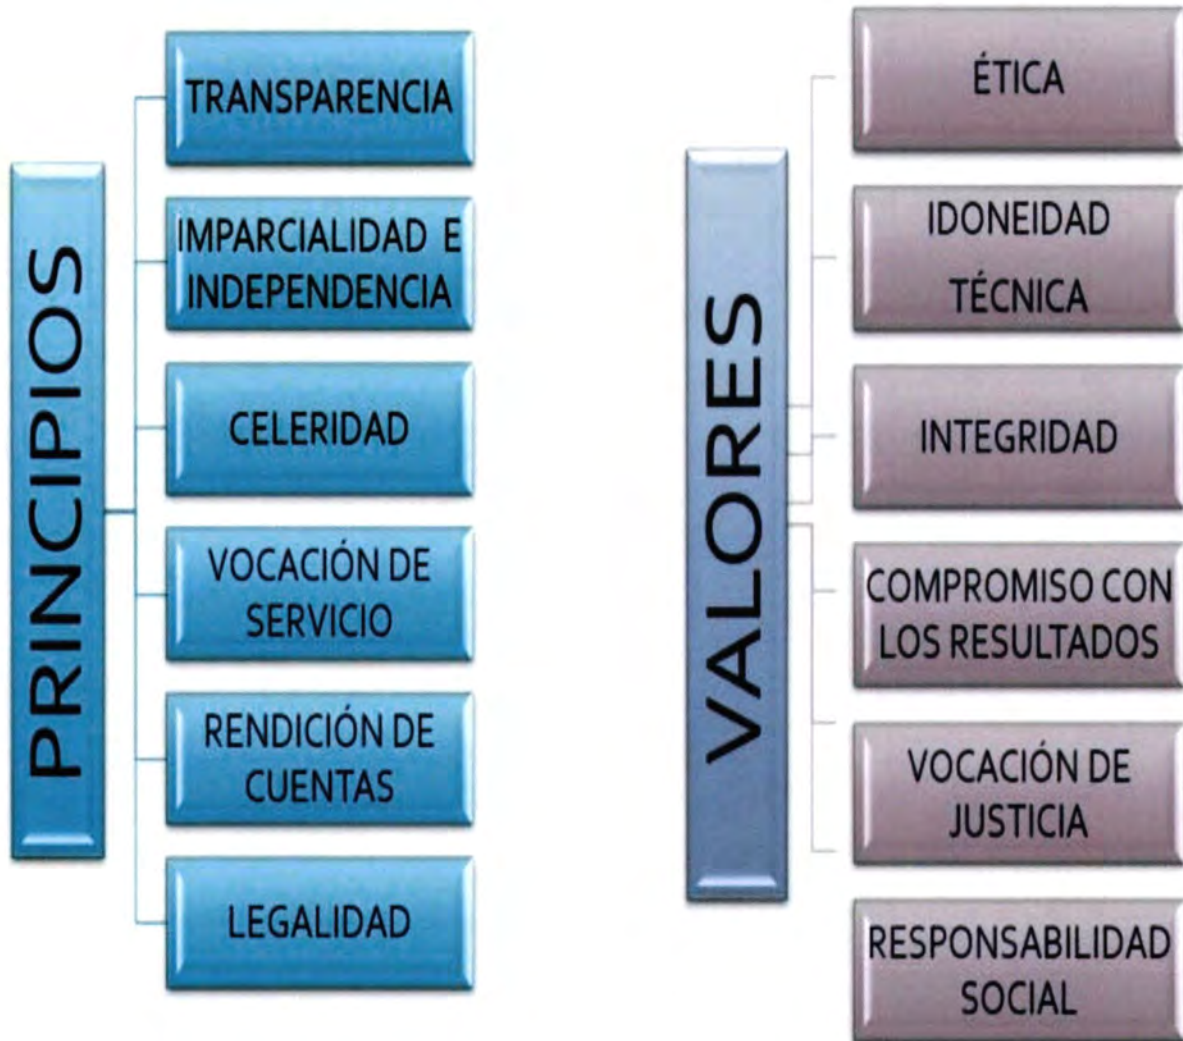 PRINCIPIOS
TRANSPARENCIA
IMPARCIALIDAD E
INDEPENDENCIA
CELERIDAD
VOCACIÓN DE
SERVICIO
RENDICIÓN DE
CUENTAS
LEGALIDAD
VALORES
ÉTICA
IDONEIDAD
TÉCNICA
INTEGRIDAD
COMPROMISO CON
LOS RESULTADOS
VOCACIÓN DE
JUSTICIA
RESPONSABILIDAD
SOCIAL